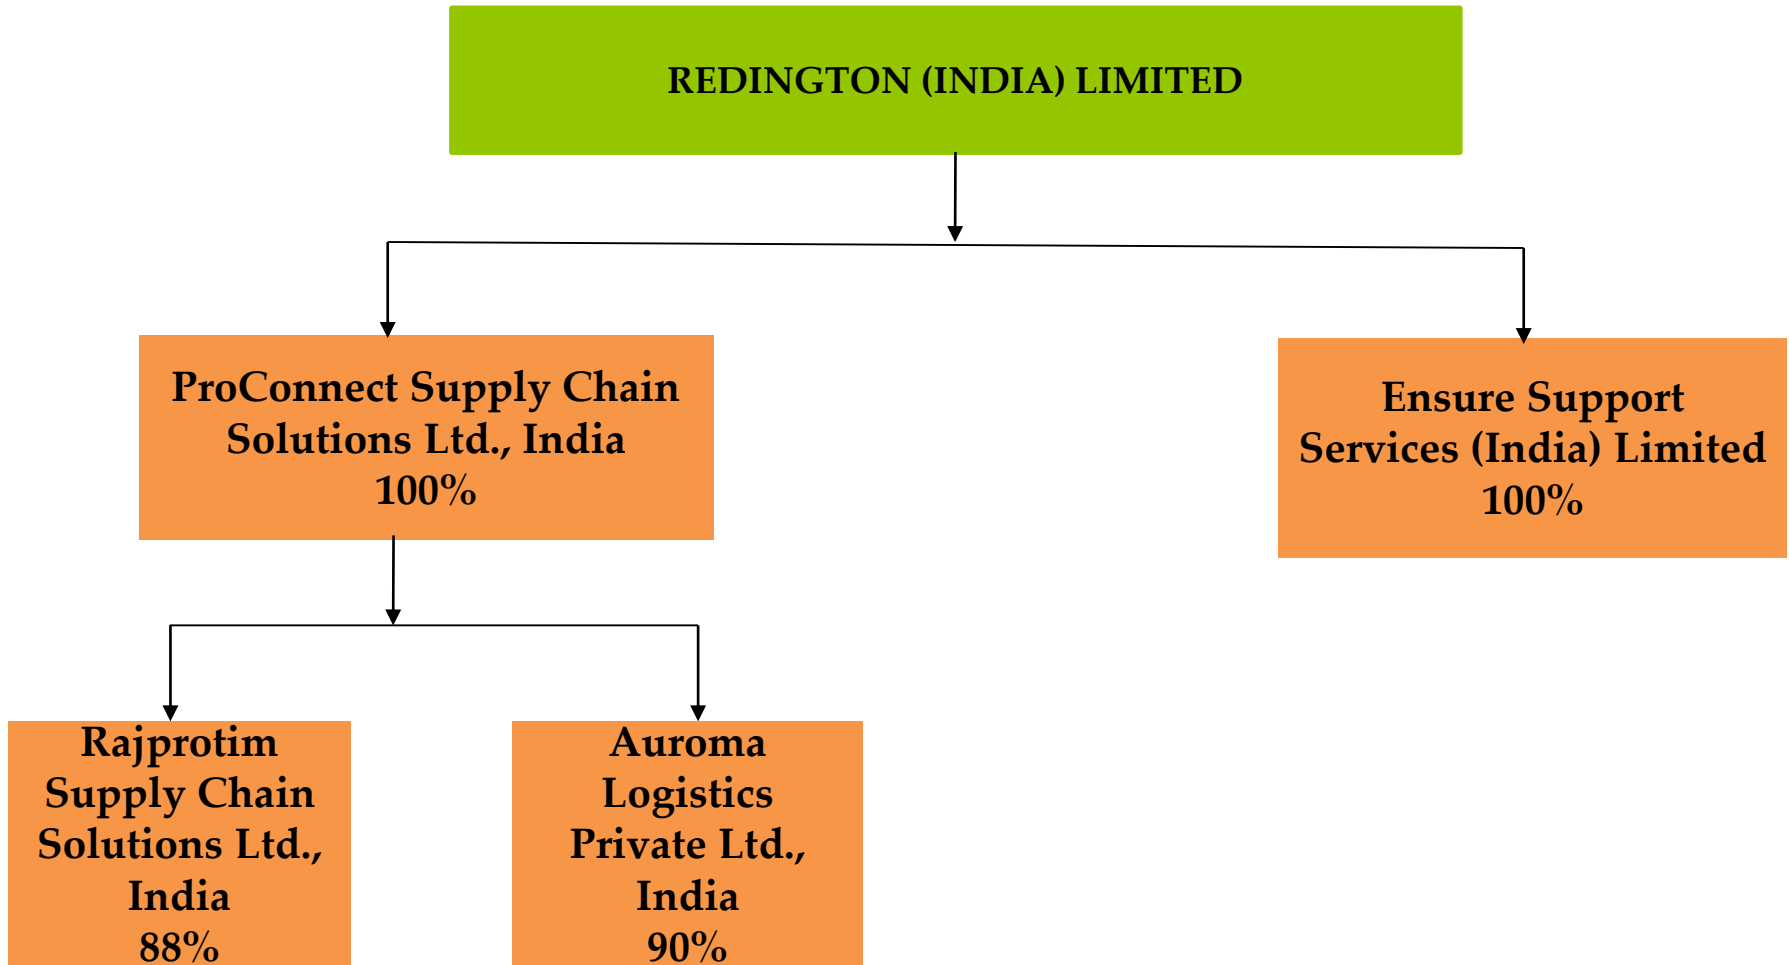 REDINGTON (INDIA) LIMITED
ProConnect Supply Chain
Solutions Ltd., India
100%
Ensure Support
Services (India) Limited
100%
Rajprotim
Supply Chain
Solutions Ltd.,
India
88%
Auroma
Logistics
Private Ltd.,
India
90%